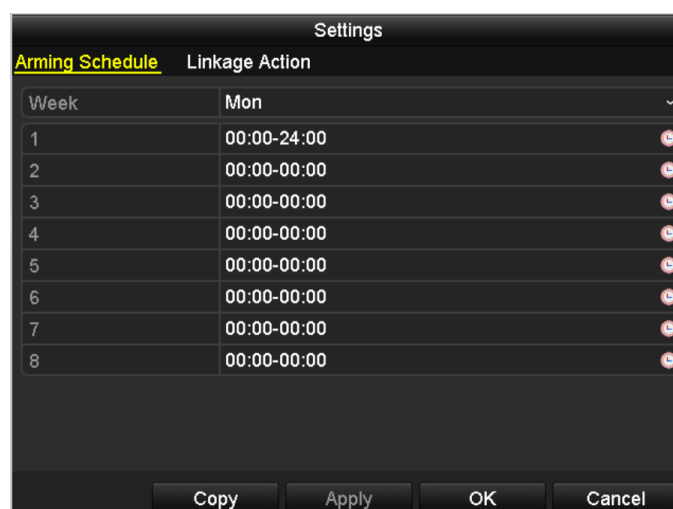 Settings
Arming Schedule Linkage Action
Week Mon
1 00:00-24:00
2 00:00-00:00
3 00:00-00:00
4 00:00-00:00
5 00:00-00:00
6 00:00-00:00
7 00:00-00:00
8 00:00-00:00
Copy Apply OK Cancel